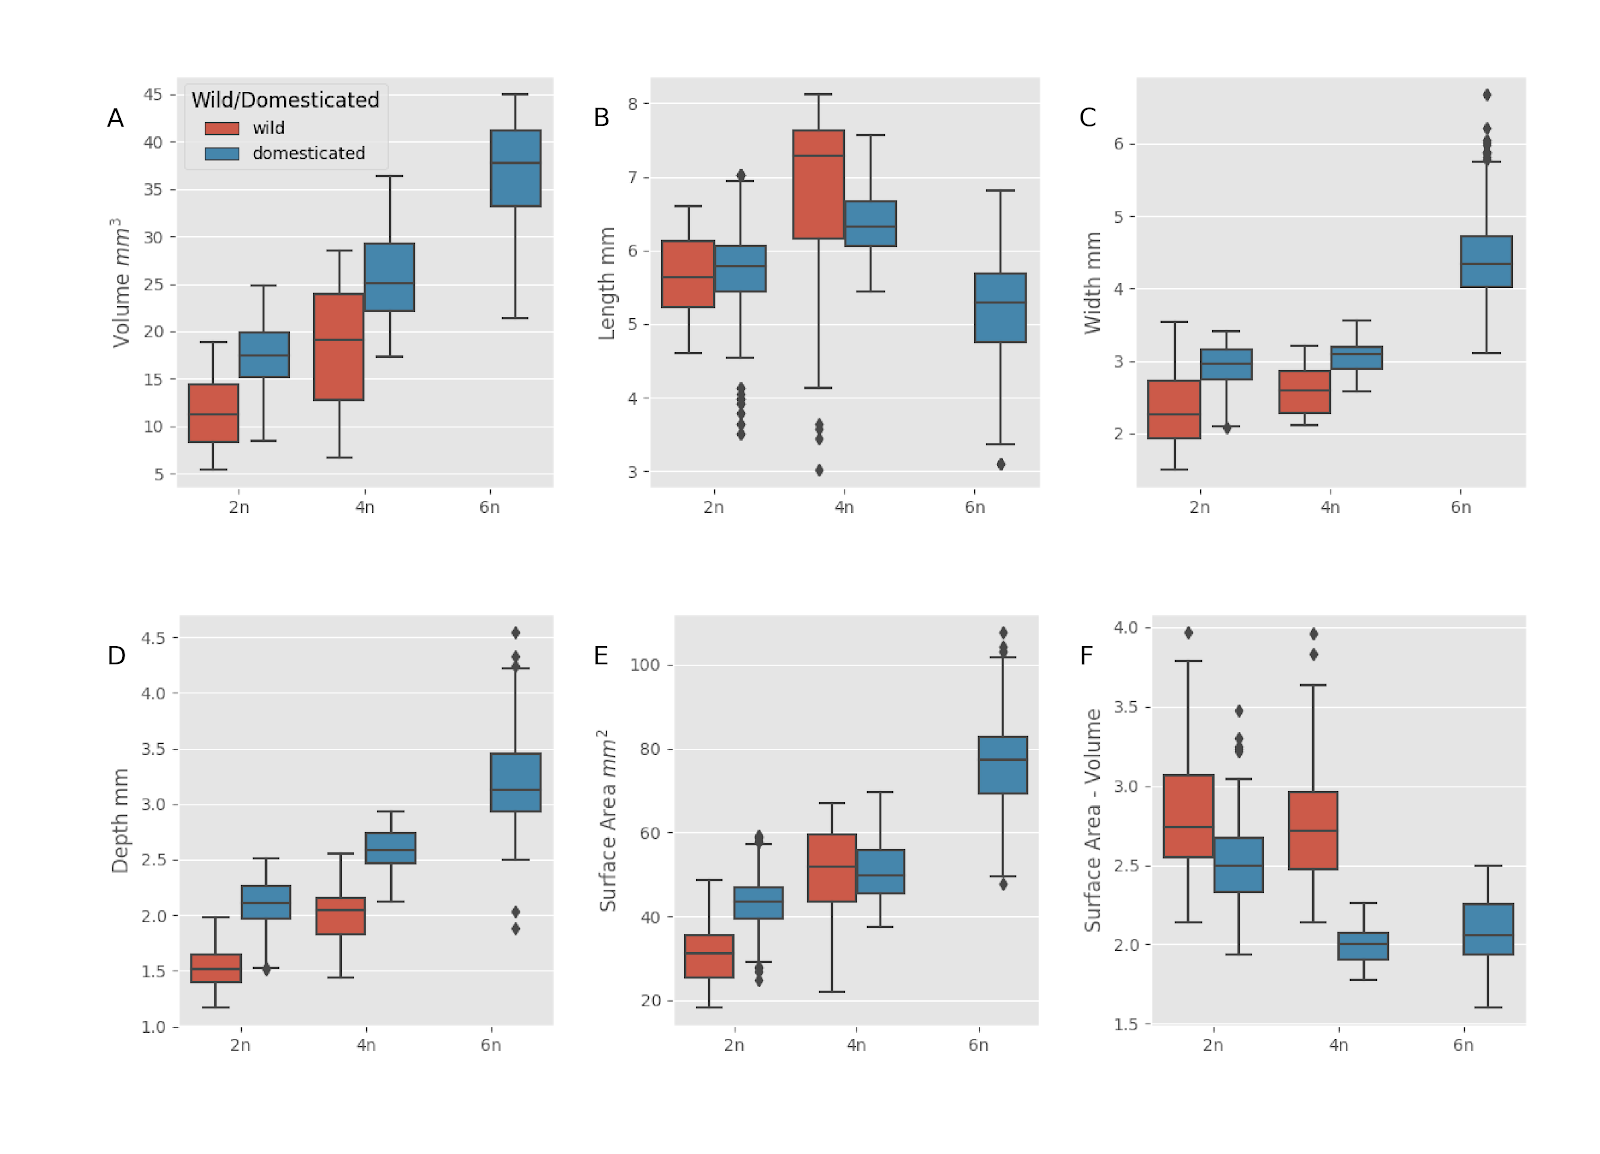 A
Wild/Domesticated
wild
domesticated
45
40
35
30
25
20
15
10
5
Volume mm³
2n
4n
6n
B
8
7
6
5
4
3
Length mm
2n
4n
6n
C
6
5
4
3
2
Width mm
2n
4n
6n
D
4.5
4.0
3.5
3.0
2.5
2.0
1.5
1.0
Depth mm
2n
4n
6n
E
100
80
60
40
20
Surface Area mm²
2n
4n
6n
F
4.0
3.5
3.0
2.5
2.0
1.5
Surface Area - Volume
2n
4n
6n